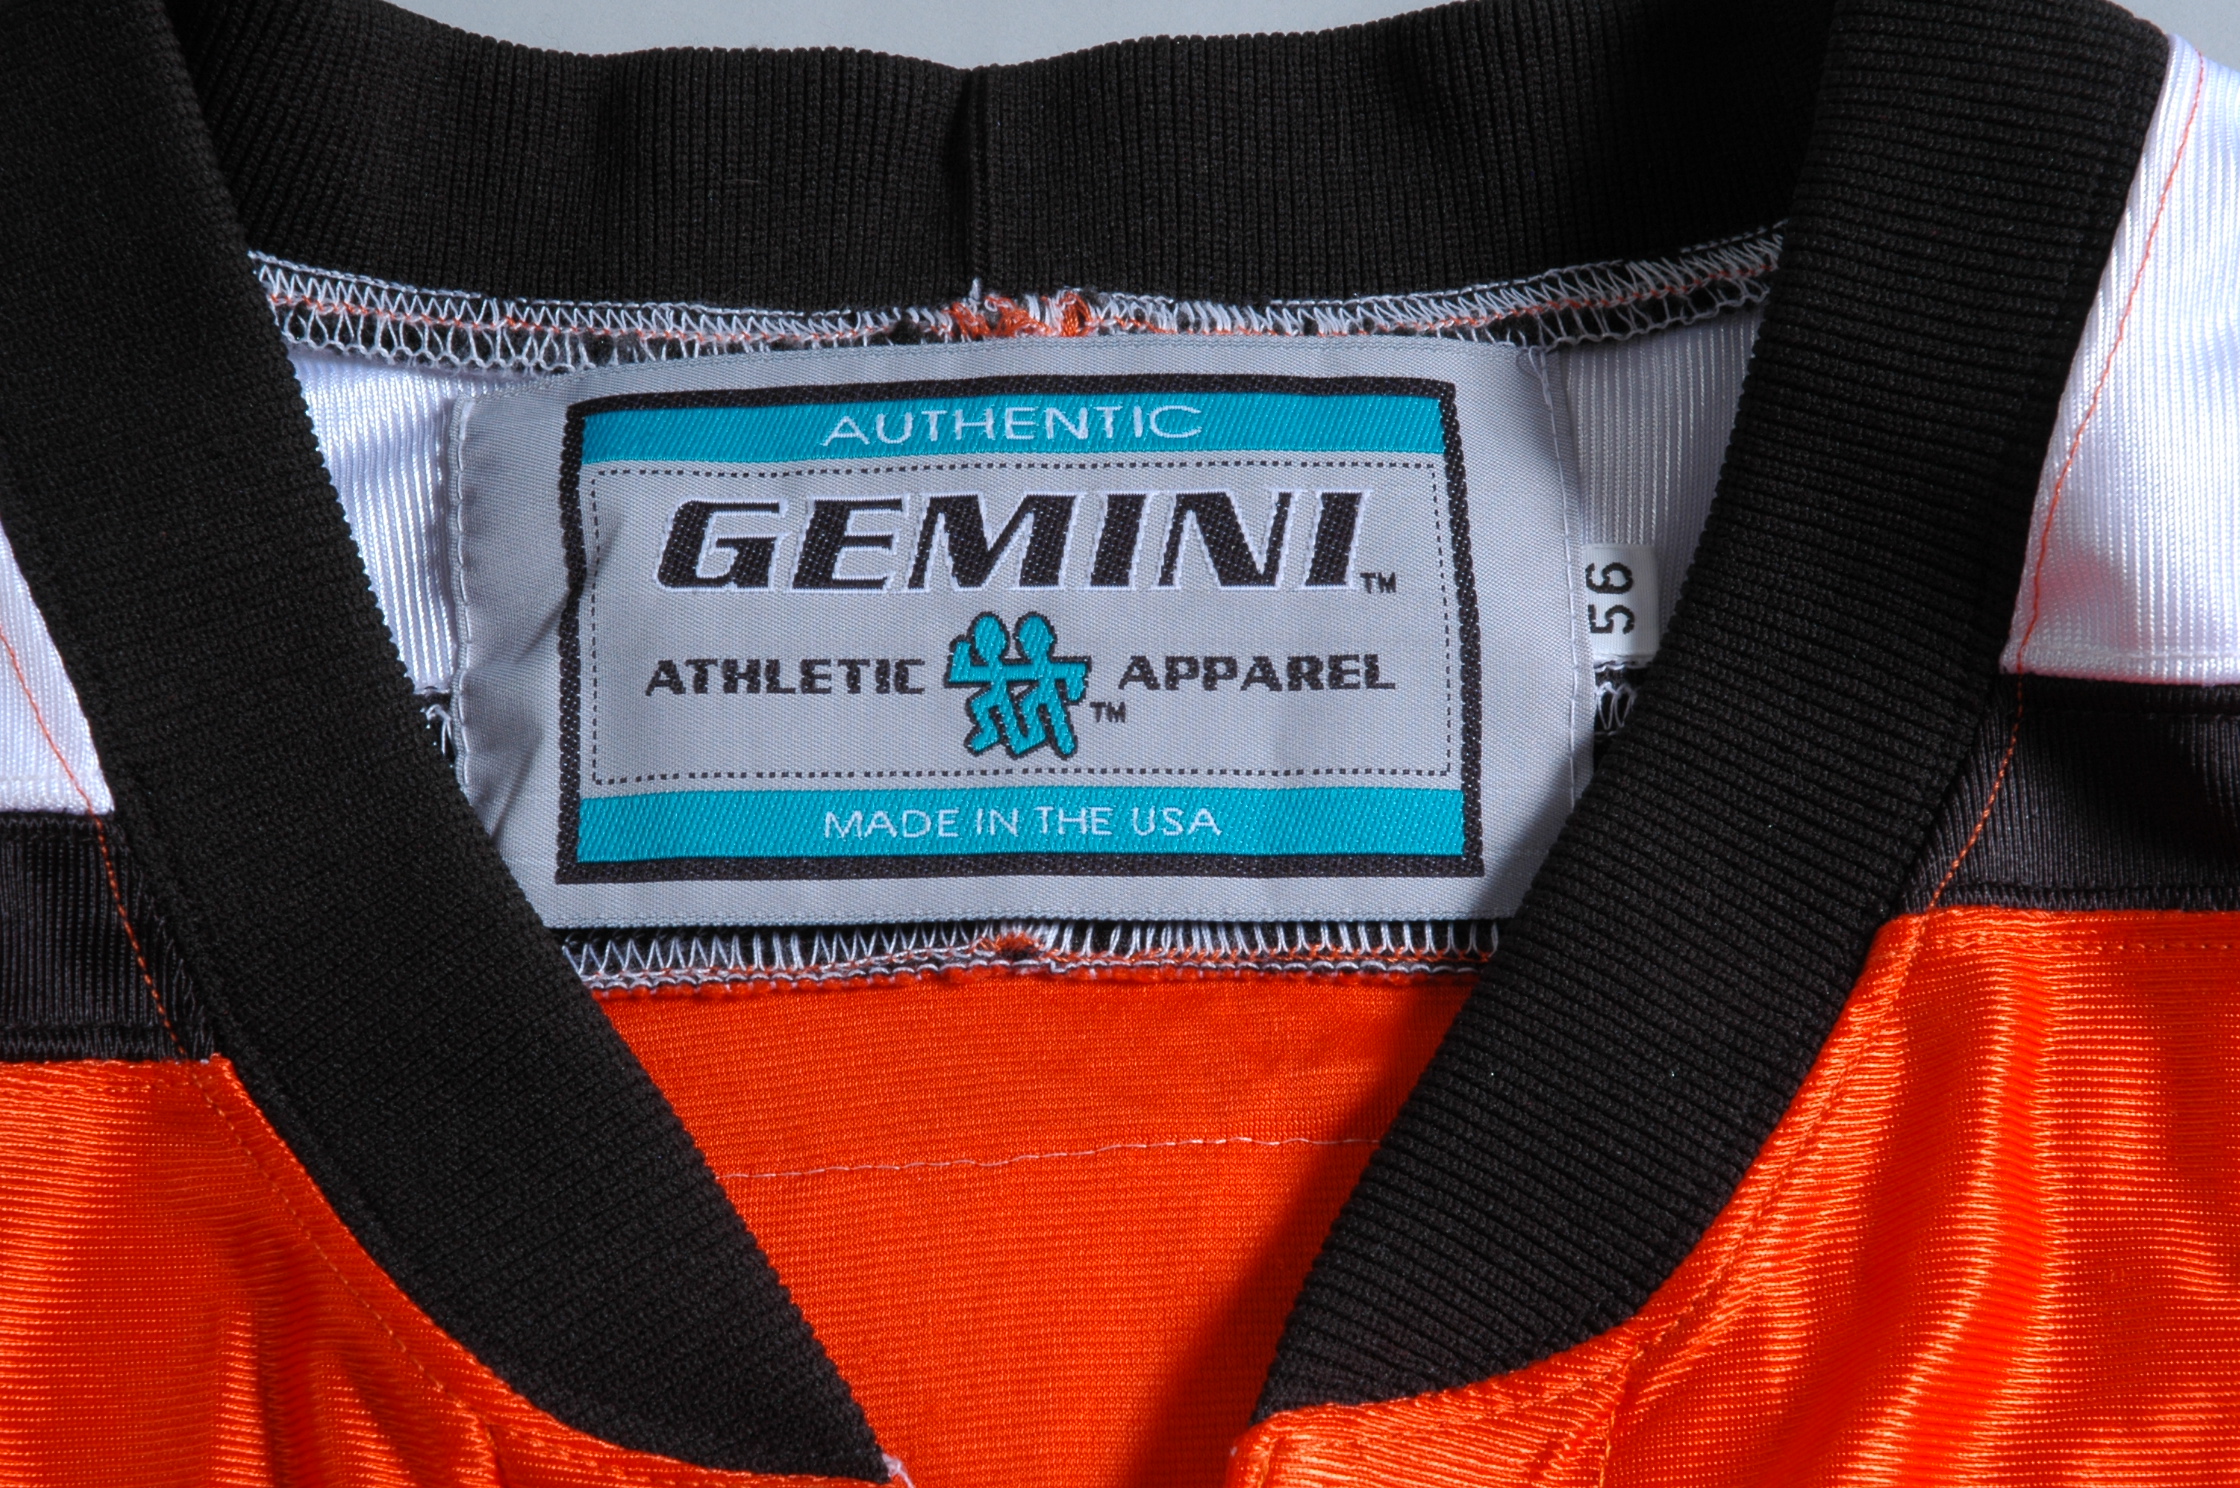 AUTHENTIC
GEMINI™
ATHLETIC APPAREL
™
MADE IN THE USA
56